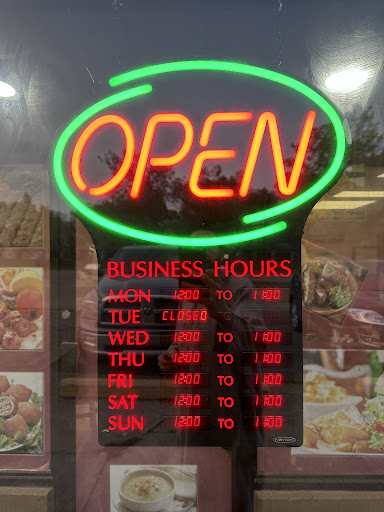 OPEN
BUSINESS HOURS
MON 12:00 TO 11:00
TUE CLOSED
WED 12:00 TO 11:00
THU 12:00 TO 11:00
FRI 12:00 TO 11:00
SAT 12:00 TO 11:00
SUN 12:00 TO 11:00